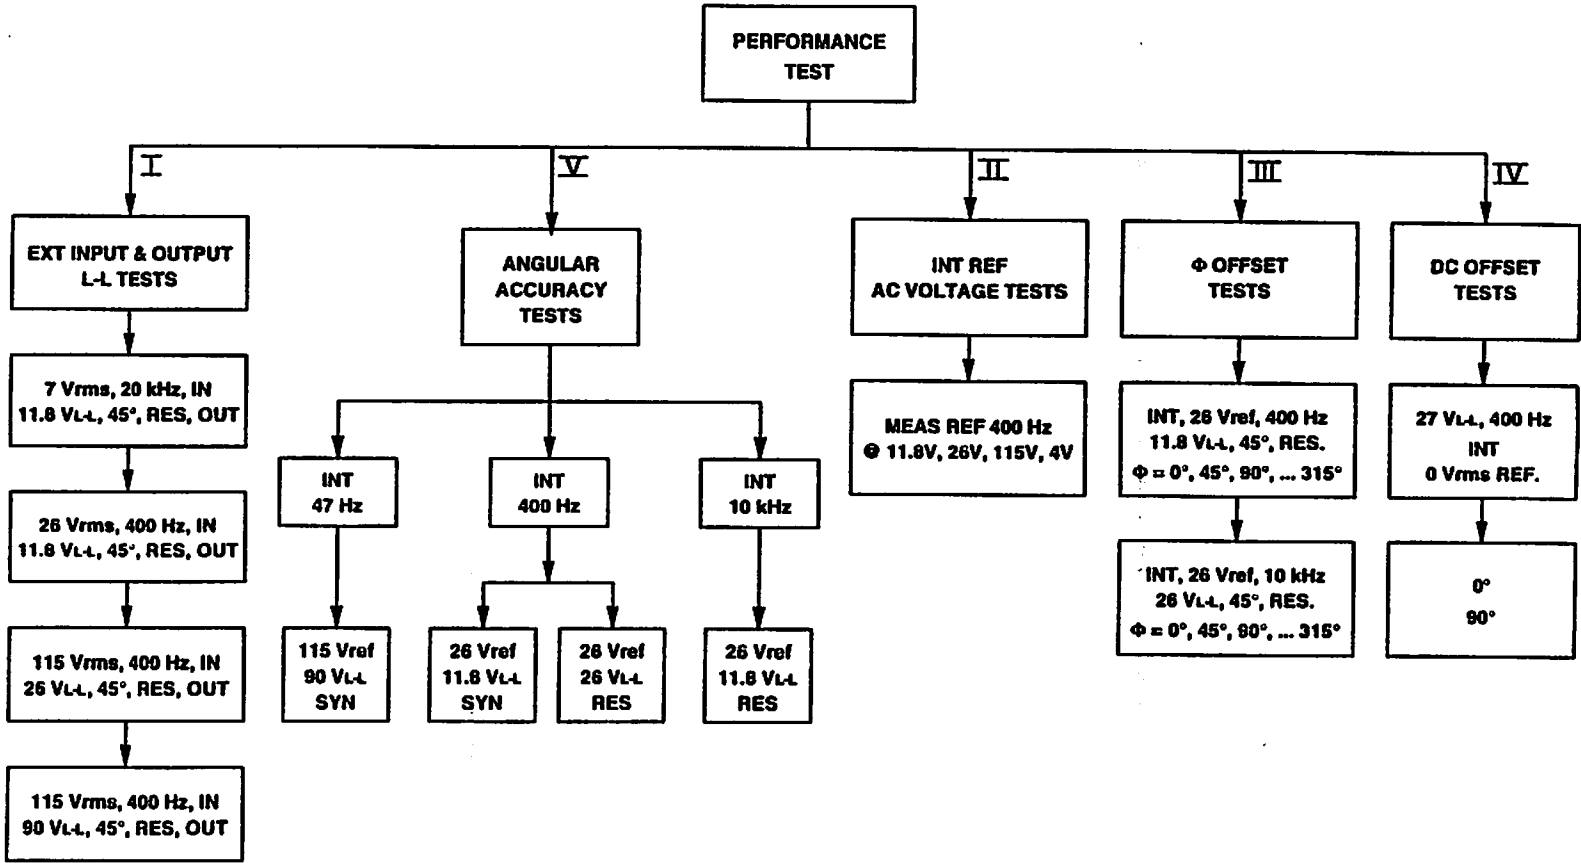 PERFORMANCE
TEST
I
EXT INPUT & OUTPUT
L-L TESTS
7 Vrms, 20 kHz, IN
11.8 VL-L, 45°, RES, OUT
26 Vrms, 400 Hz, IN
11.8 VL-L, 45°, RES, OUT
115 Vrms, 400 Hz, IN
26 VL-L, 45°, RES, OUT
115 Vrms, 400 Hz, IN
90 VL-L, 45°, RES, OUT
V
ANGULAR
ACCURACY
TESTS
INT
47 Hz
115 Vref
90 VL-L
SYN
INT
400 Hz
26 Vref
11.8 VL-L
SYN
26 Vref
26 VL-L
RES
INT
10 kHz
26 Vref
11.8 VL-L
RES
II
INT REF
AC VOLTAGE TESTS
MEAS REF 400 Hz
@ 11.8V, 26V, 115V, 4V
III
Φ OFFSET
TESTS
INT, 26 Vref, 400 Hz
11.8 VL-L, 45°, RES.
Φ = 0°, 45°, 90°, ... 315°
INT, 26 Vref, 10 kHz
26 VL-L, 45°, RES.
Φ = 0°, 45°, 90°, ... 315°
IV
DC OFFSET
TESTS
27 VL-L, 400 Hz
INT
0 Vrms REF.
0°
90°